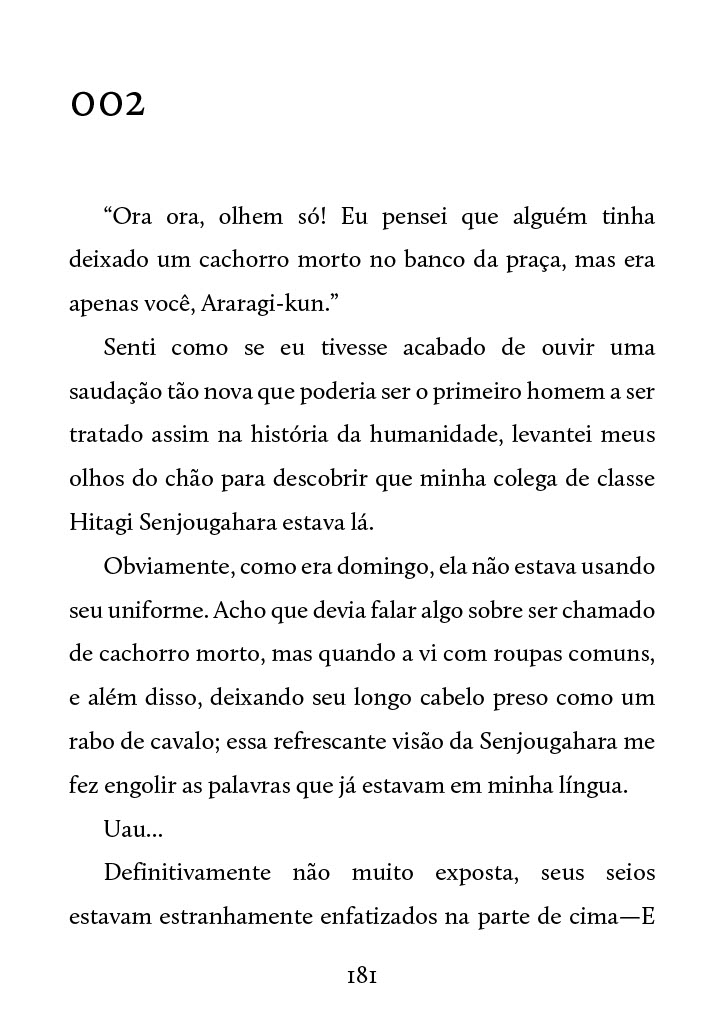 002
“Ora ora, olhem só! Eu pensei que alguém tinha
deixado um cachorro morto no banco da praça, mas era
apenas você, Araragi-kun.”
Senti como se eu tivesse acabado de ouvir uma
saudação tão nova que poderia ser o primeiro homem a ser
tratado assim na história da humanidade, levantei meus
olhos do chão para descobrir que minha colega de classe
Hitagi Senjougahara estava lá.
Obviamente, como era domingo, ela não estava usando
seu uniforme. Acho que devia falar algo sobre ser chamado
de cachorro morto, mas quando a vi com roupas comuns,
e além disso, deixando seu longo cabelo preso como um
rabo de cavalo; essa refrescante visão da Senjougahara me
fez engolir as palavras que já estavam em minha língua.
Uau...
Definitivamente não muito exposta, seus seios
estavam estranhamente enfatizados na parte de cima—E
181